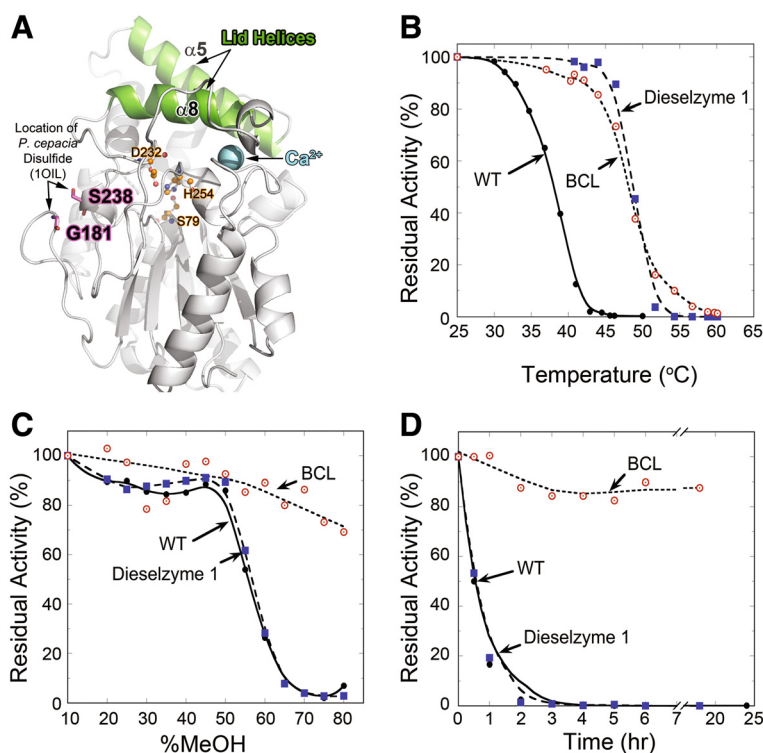 A
α5
Lid Helices
α8
Location of
P. cepacia
Disulfide
(1OIL)
D232
Ca2+
S238
H254
G181
S79
B
Residual Activity (%)
100
80
60
40
20
0
Dieselzyme 1
WT
BCL
25 30 35 40 45 50 55 60 65
Temperature (oC)
C
Residual Activity (%)
100
80
60
40
20
0
BCL
WT
Dieselzyme 1
10 20 30 40 50 60 70 80
%MeOH
D
Residual Activity (%)
100
80
60
40
20
0
BCL
WT
Dieselzyme 1
0 1 2 3 4 5 6 7 20 25
Time (hr)